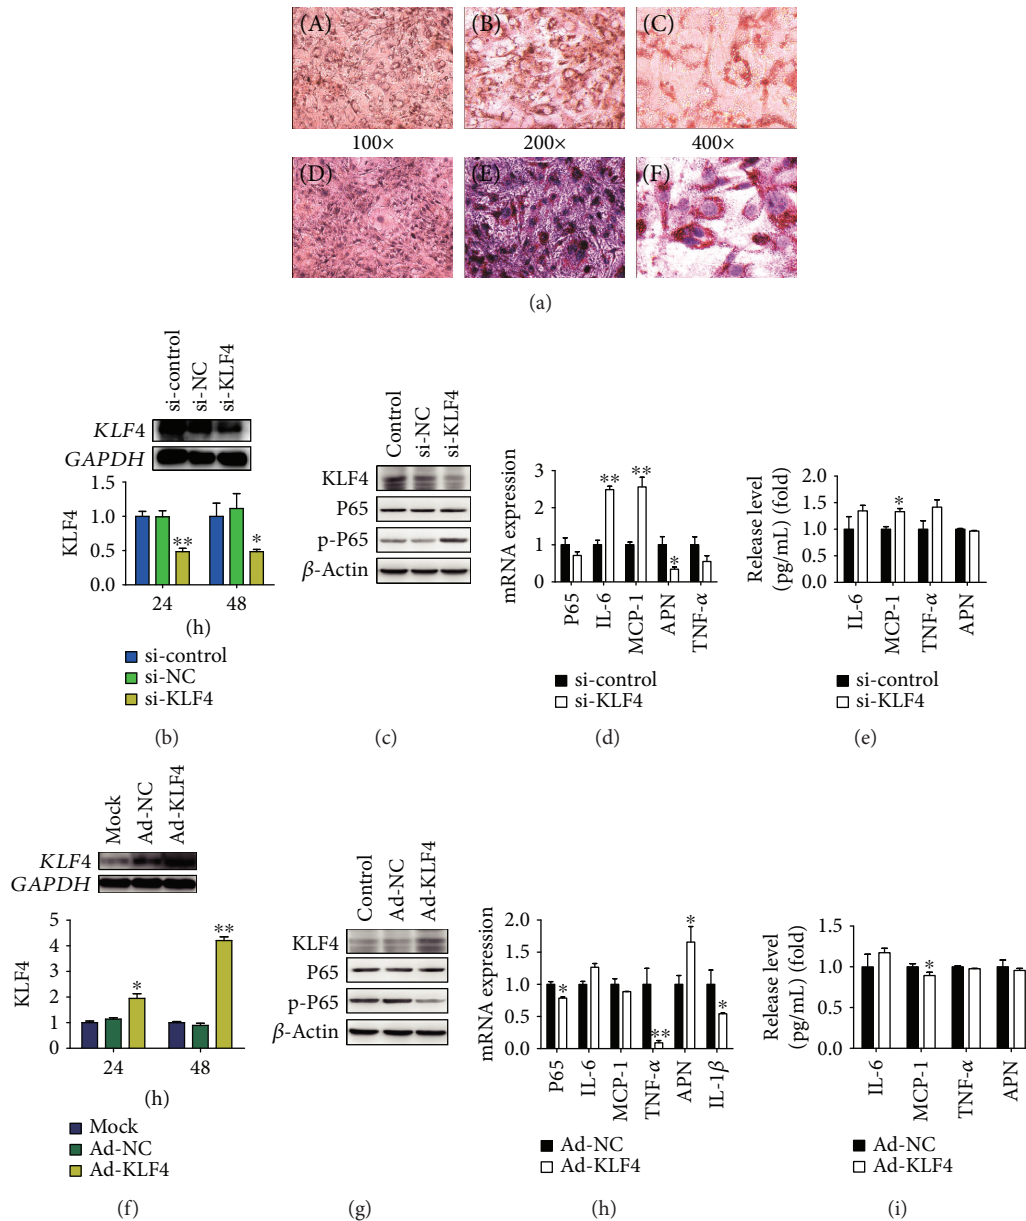 (A) (B) (C)
100× 200× 400×
(D) (E) (F)
(a)
si-control
si-NC
si-KLF4
KLF4
GAPDH
1.5
1.0
0.5
0.0
KLF4
** *
24 48
(h)
si-control
si-NC
si-KLF4
(b)
Control
si-NC
si-KLF4
KLF4
P65
p-P65
β-Actin
(c)
mRNA expression
3
2
1
0
** ** *
P65
IL-6
MCP-1
APN
TNF-α
si-control
si-KLF4
(d)
Release level
(pg/mL) (fold)
2.0
1.5
1.0
0.5
0.0
*
IL-6
MCP-1
TNF-α
APN
si-control
si-KLF4
(e)
Mock
Ad-NC
Ad-KLF4
KLF4
GAPDH
KLF4
5
4
3
2
1
0
* **
24 48
(h)
Mock
Ad-NC
Ad-KLF4
(f)
Control
Ad-NC
Ad-KLF4
KLF4
P65
p-P65
β-Actin
(g)
mRNA expression
2.0
1.5
1.0
0.5
0.0
* ** * *
P65
IL-6
MCP-1
TNF-α
APN
IL-1β
Ad-NC
Ad-KLF4
(h)
Release level
(pg/mL) (fold)
1.5
1.0
0.5
0.0
*
IL-6
MCP-1
TNF-α
APN
Ad-NC
Ad-KLF4
(i)